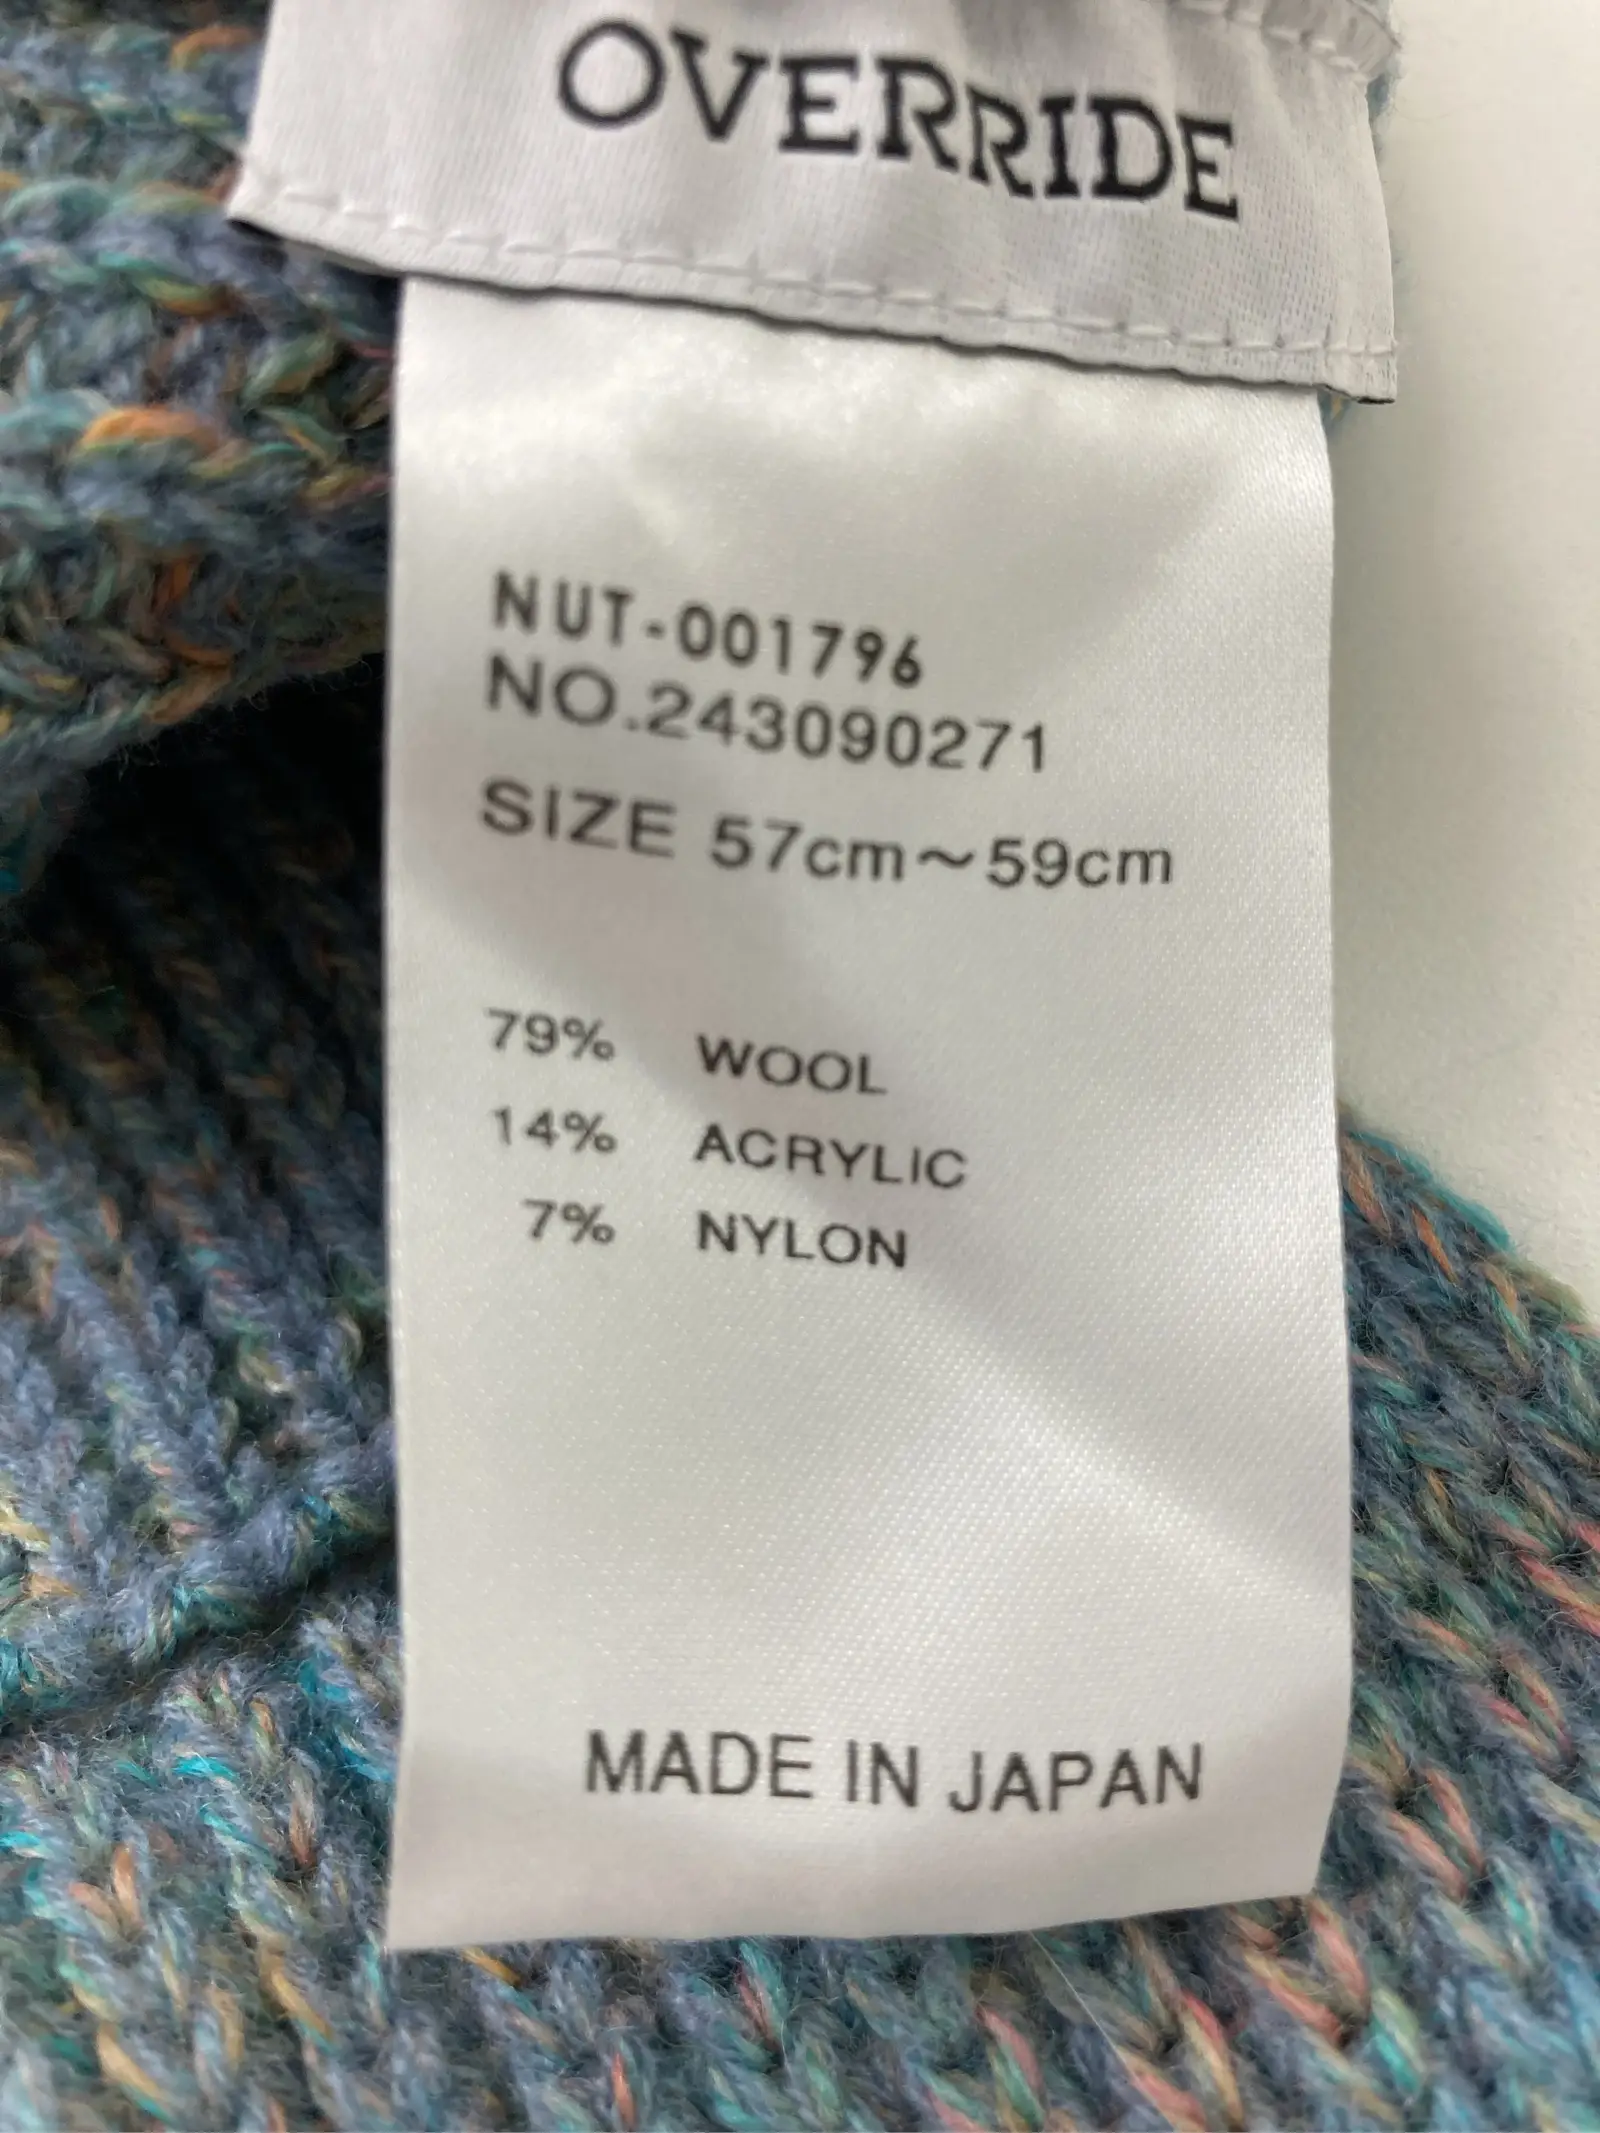 OVERRIDE
NUT-001796
NO.243090271
SIZE 57cm～59cm
79% WOOL
14% ACRYLIC
7% NYLON
MADE IN JAPAN